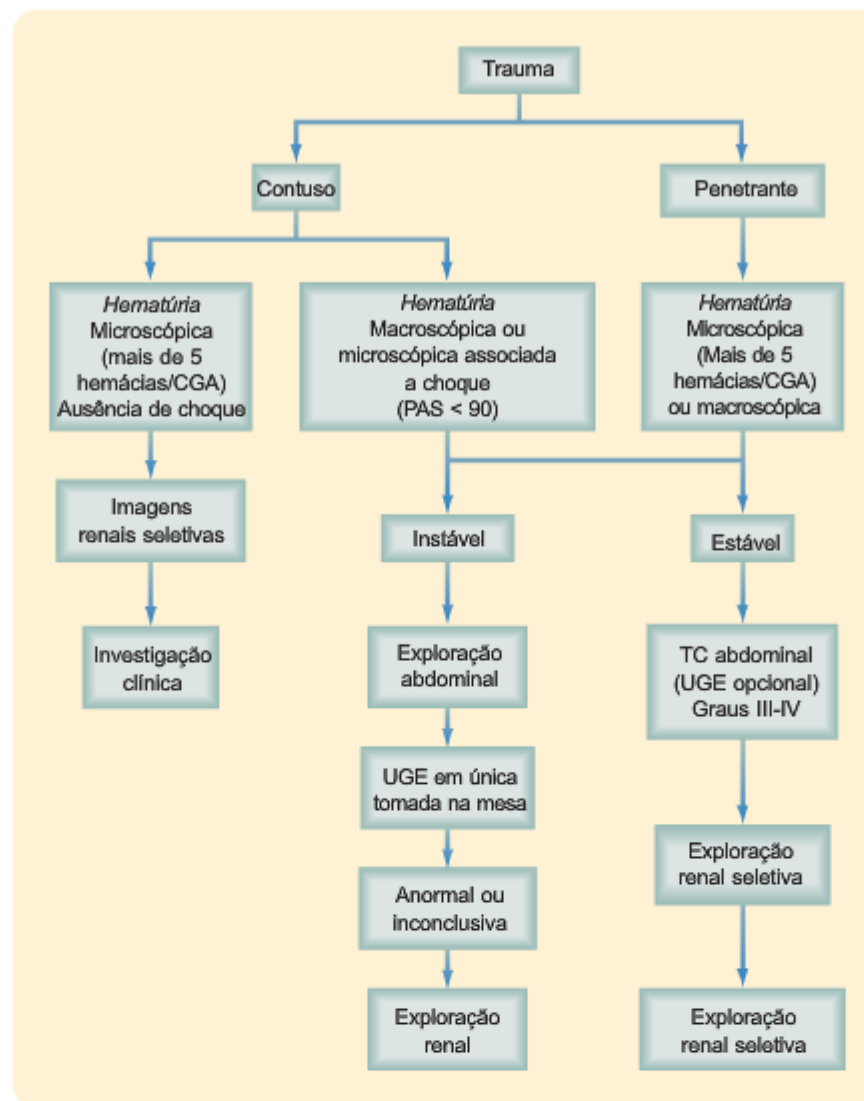 Trauma
Contuso
Penetrante
Hematúria
Microscópica
(mais de 5
hemácias/CGA)
Ausência de choque
Hematúria
Macroscópica ou
microscópica associada
a choque
(PAS < 90)
Hematúria
Microscópica
(Mais de 5
hemácias/CGA)
ou macroscópica
Imagens
renais seletivas
Instável
Estável
Investigação
clínica
Exploração
abdominal
TC abdominal
(UGE opcional)
Graus III-IV
UGE em única
tomada na mesa
Exploração
renal seletiva
Anormal ou
inconclusiva
Exploração
renal
Exploração
renal seletiva